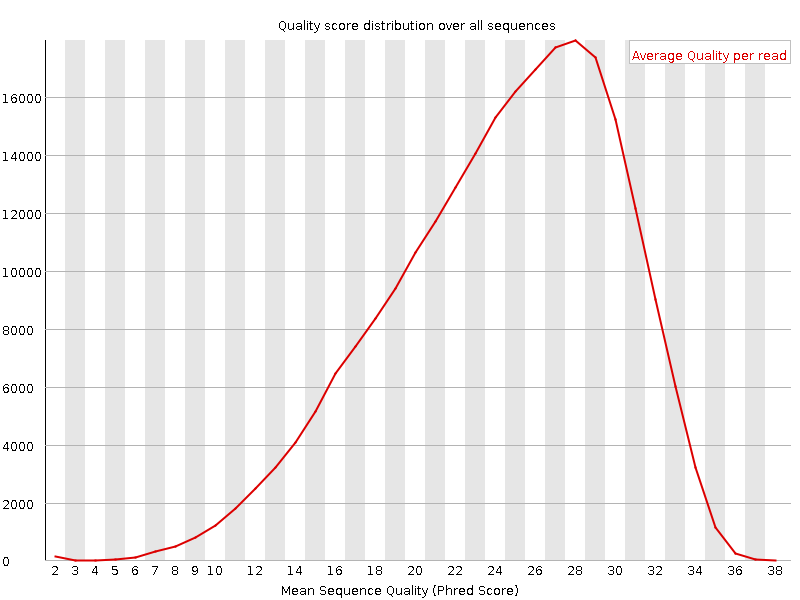 Quality score distribution over all sequences
Average Quality per read
16000
14000
12000
10000
8000
6000
4000
2000
0
2 3 4 5 6 7 8 9 10 12 14 16 18 20 22 24 26 28 30 32 34 36 38
Mean Sequence Quality (Phred Score)